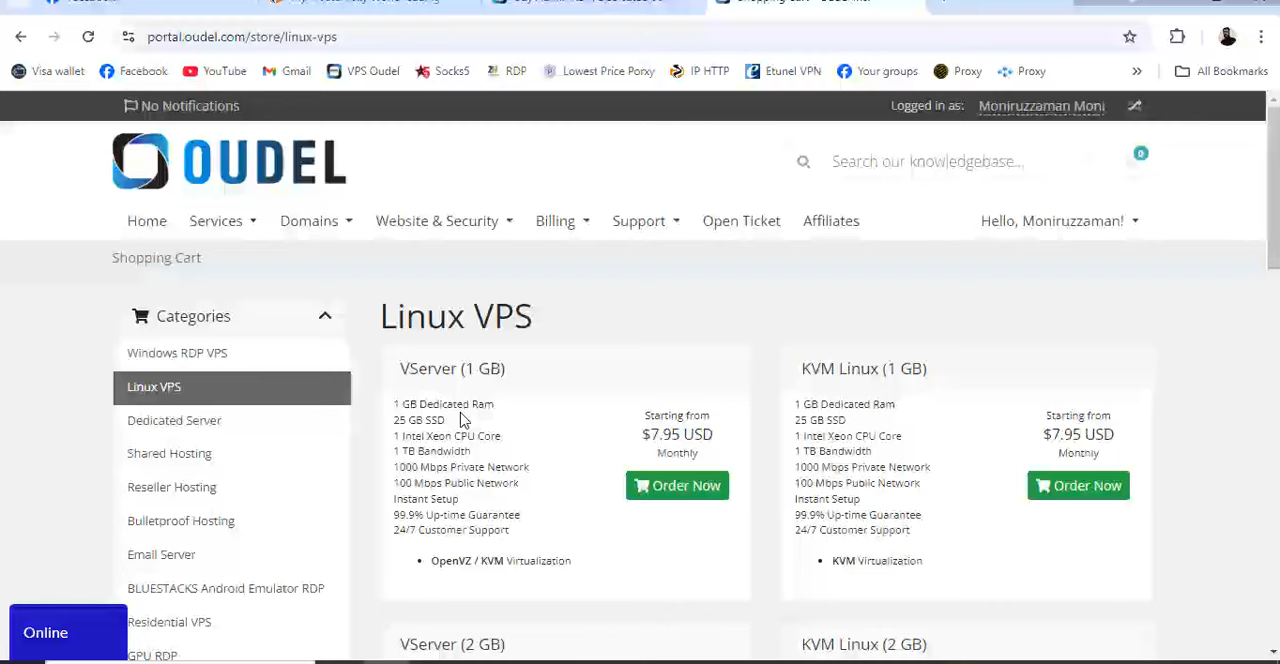 portal.oudel.com/store/linux-vps
Visa wallet
Facebook
YouTube
Gmail
VPS Oudel
Socks5
RDP
Lowest Price Porxy
IP HTTP
Etunel VPN
Your groups
Proxy
Proxy
»
All Bookmarks
No Notifications
Logged in as: Moniruzzaman Moni
OUDEL
Search our knowledgebase...
0
Home
Services
Domains
Website & Security
Billing
Support
Open Ticket
Affiliates
Hello, Moniruzzaman!
Shopping Cart
Categories
Windows RDP VPS
Linux VPS
Dedicated Server
Shared Hosting
Reseller Hosting
Bulletproof Hosting
Email Server
BLUESTACKS Android Emulator RDP
Residential VPS
GPU RDP
Online
Linux VPS
VServer (1 GB)
1 GB Dedicated Ram
25 GB SSD
1 Intel Xeon CPU Core
1 TB Bandwidth
1000 Mbps Private Network
100 Mbps Public Network
Instant Setup
99.9% Up-time Guarantee
24/7 Customer Support
• OpenVZ / KVM Virtualization
Starting from
$7.95 USD
Monthly
Order Now
KVM Linux (1 GB)
1 GB Dedicated Ram
25 GB SSD
1 Intel Xeon CPU Core
1 TB Bandwidth
1000 Mbps Private Network
100 Mbps Public Network
Instant Setup
99.9% Up-time Guarantee
24/7 Customer Support
• KVM Virtualization
Starting from
$7.95 USD
Monthly
Order Now
VServer (2 GB)
KVM Linux (2 GB)